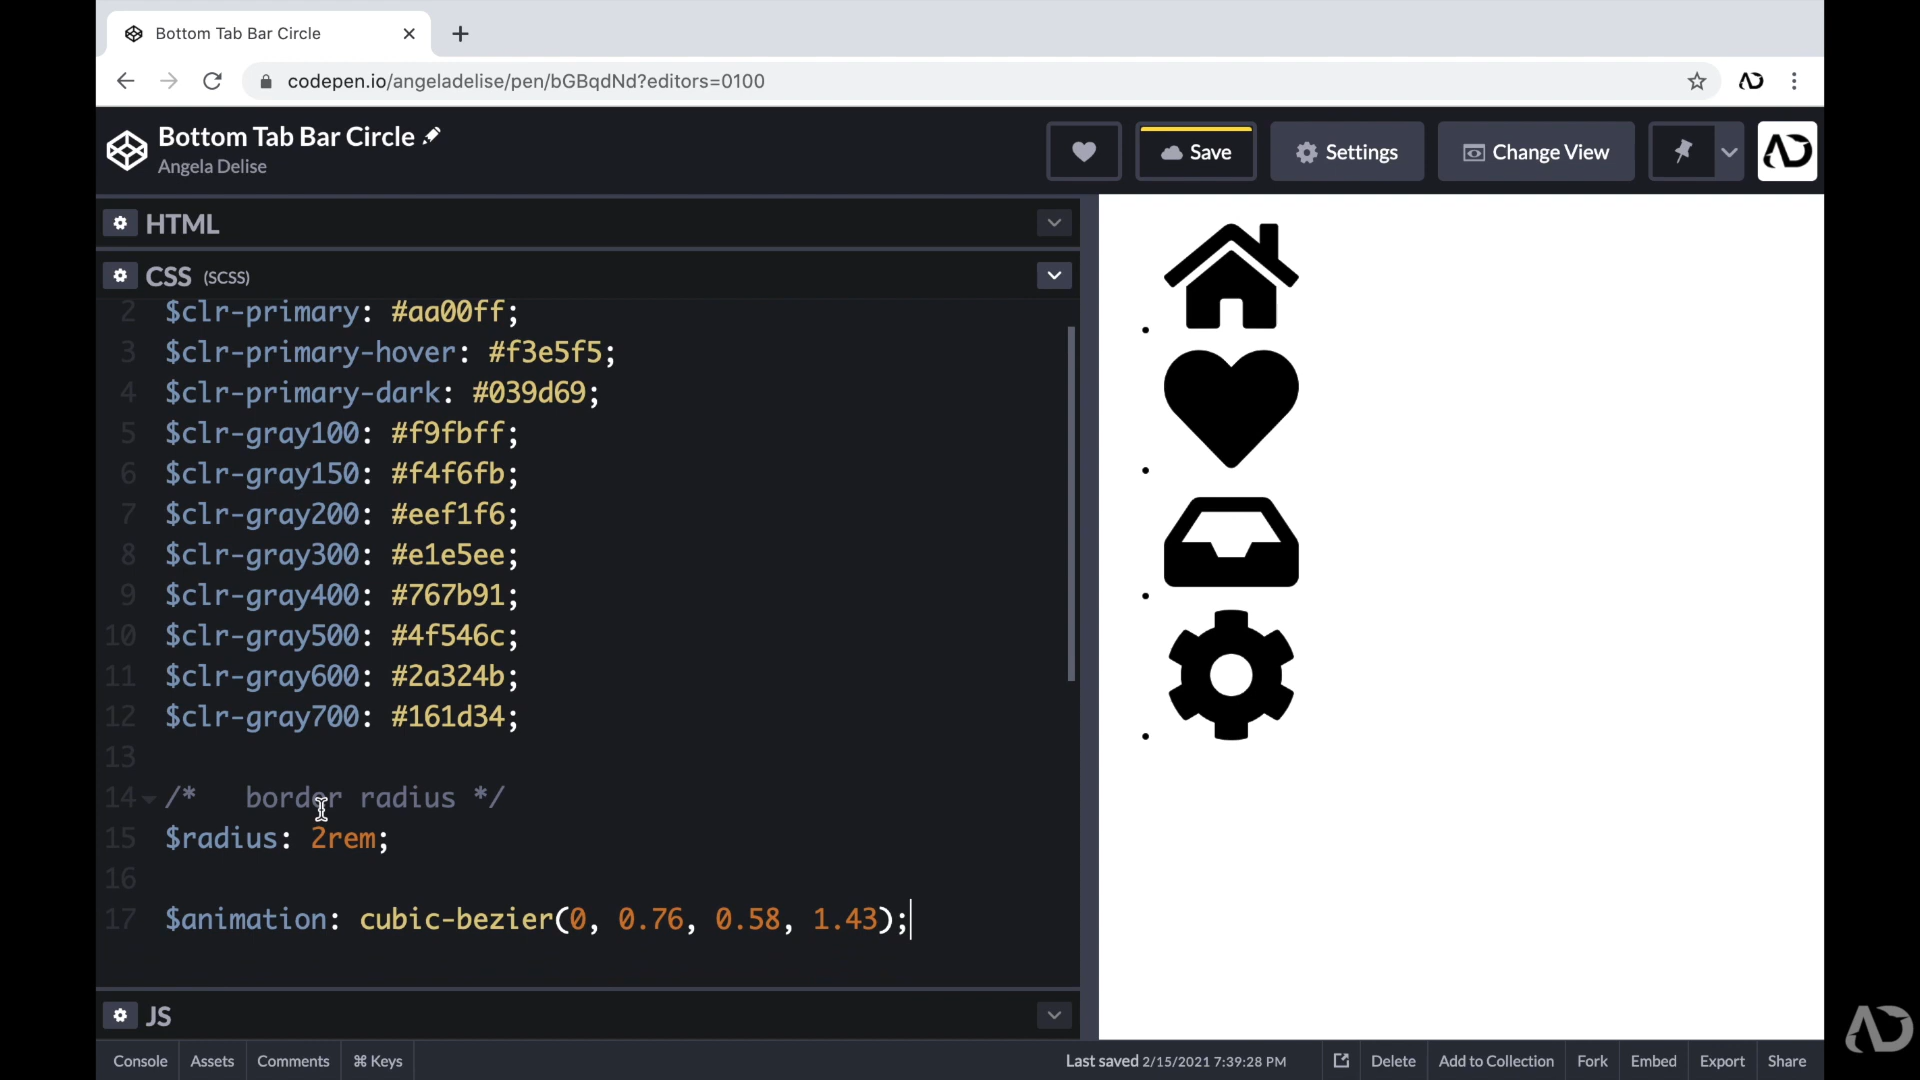 Bottom Tab Bar Circle
codepen.io/angeladelise/pen/bGBqdNd?editors=0100
Bottom Tab Bar Circle
Angela Delise
Save
Settings
Change View
HTML
CSS (SCSS)
2 $clr-primary: #aa00ff;
3 $clr-primary-hover: #f3e5f5;
4 $clr-primary-dark: #039d69;
5 $clr-gray100: #f9fbff;
6 $clr-gray150: #f4f6fb;
7 $clr-gray200: #eef1f6;
8 $clr-gray300: #e1e5ee;
9 $clr-gray400: #767b91;
10 $clr-gray500: #4f546c;
11 $clr-gray600: #2a324b;
12 $clr-gray700: #161d34;
13
14 /* border radius */
15 $radius: 2rem;
16
17 $animation: cubic-bezier(0, 0.76, 0.58, 1.43);
JS
Console Assets Comments ⌘ Keys Last saved 2/15/2021 7:39:28 PM Delete Add to Collection Fork Embed Export Share